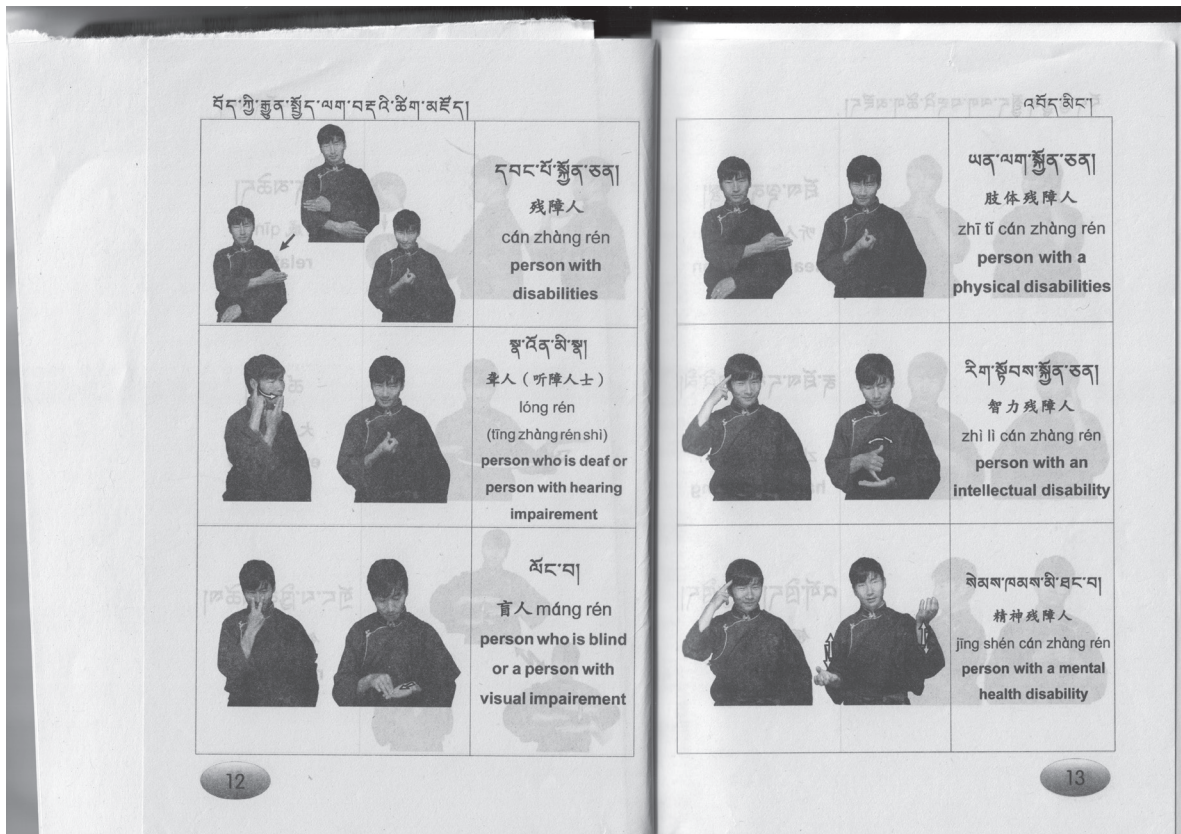 བོད་ཀྱི་རྒྱུན་སྤྱོད་ལག་བརྡའི་ཚིག་མཛོད།
དབང་པོ་སྐྱོན་ཅན།
残障人
cán zhàng rén
person with
disabilities
སྣ་འོན་མི་སྣ།
聋人（听障人士）
lóng rén
(tīng zhàng rén shì)
person who is deaf or
person with hearing
impairement
ལོང་བ།
盲人 máng rén
person who is blind
or a person with
visual impairement
12
འབོད་མིང་།
ཡན་ལག་སྐྱོན་ཅན།
肢体残障人
zhī tǐ cán zhàng rén
person with a
physical disabilities
རིག་སྟོབས་སྐྱོན་ཅན།
智力残障人
zhì lì cán zhàng rén
person with an
intellectual disability
སེམས་ཁམས་མི་ཐང་བ།
精神残障人
jīng shén cán zhàng rén
person with a mental
health disability
13